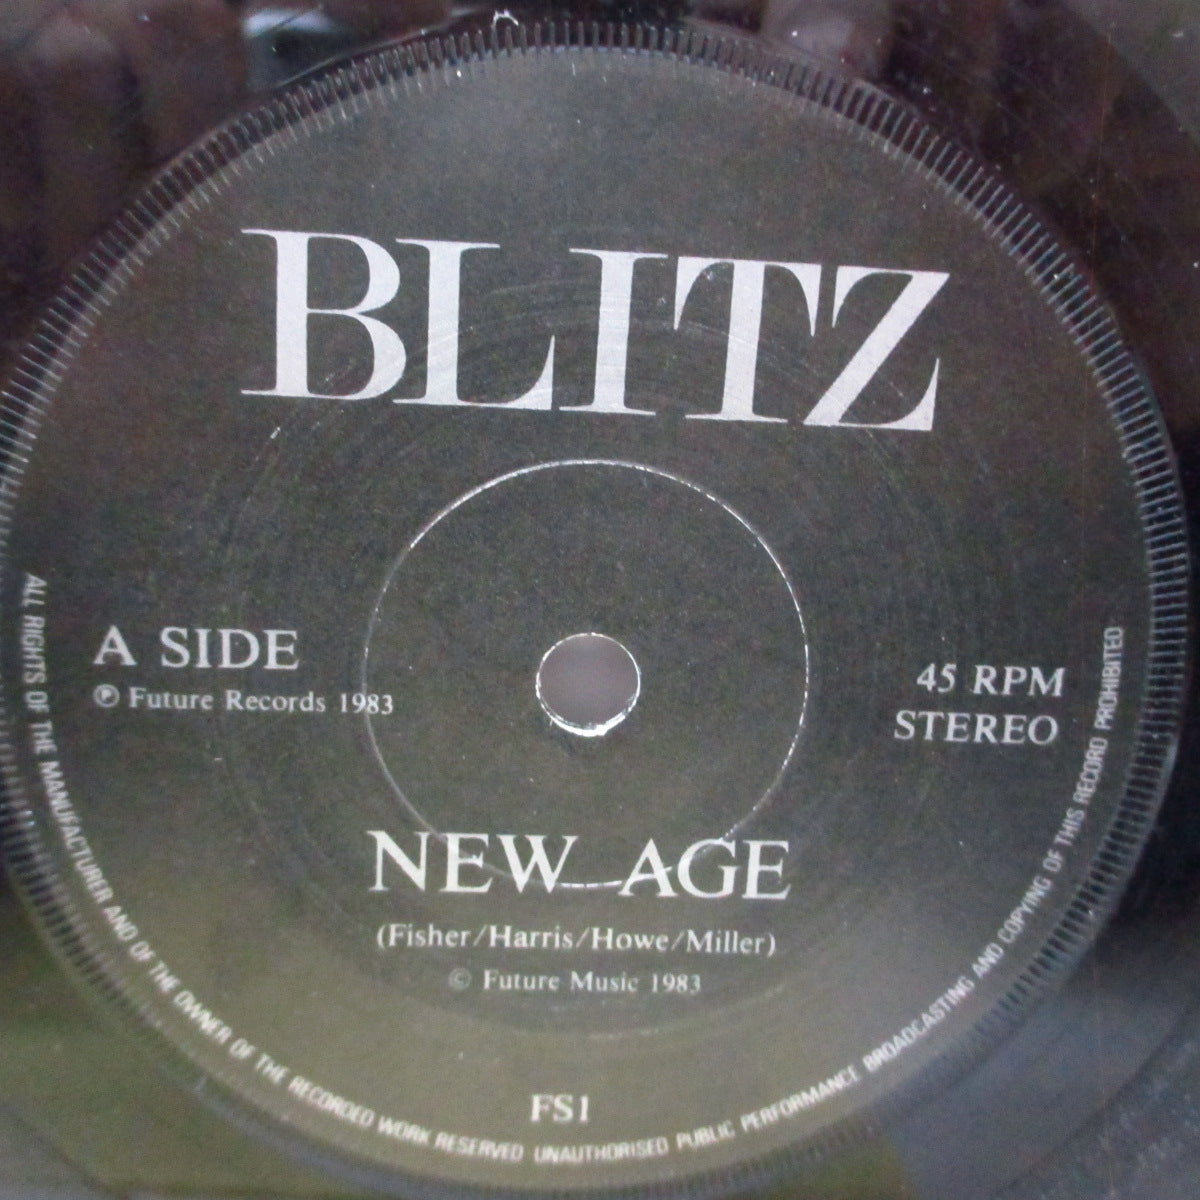 BLITZ
A SIDE
℗ Future Records 1983
45 RPM
STEREO
NEW AGE
(Fisher/Harris/Howe/Miller)
© Future Music 1983
FS1
ALL RIGHTS OF THE MANUFACTURER AND OF THE OWNER OF THE RECORDED WORK RESERVED UNAUTHORISED PUBLIC PERFORMANCE BROADCASTING AND COPYING OF THIS RECORD PROHIBITED